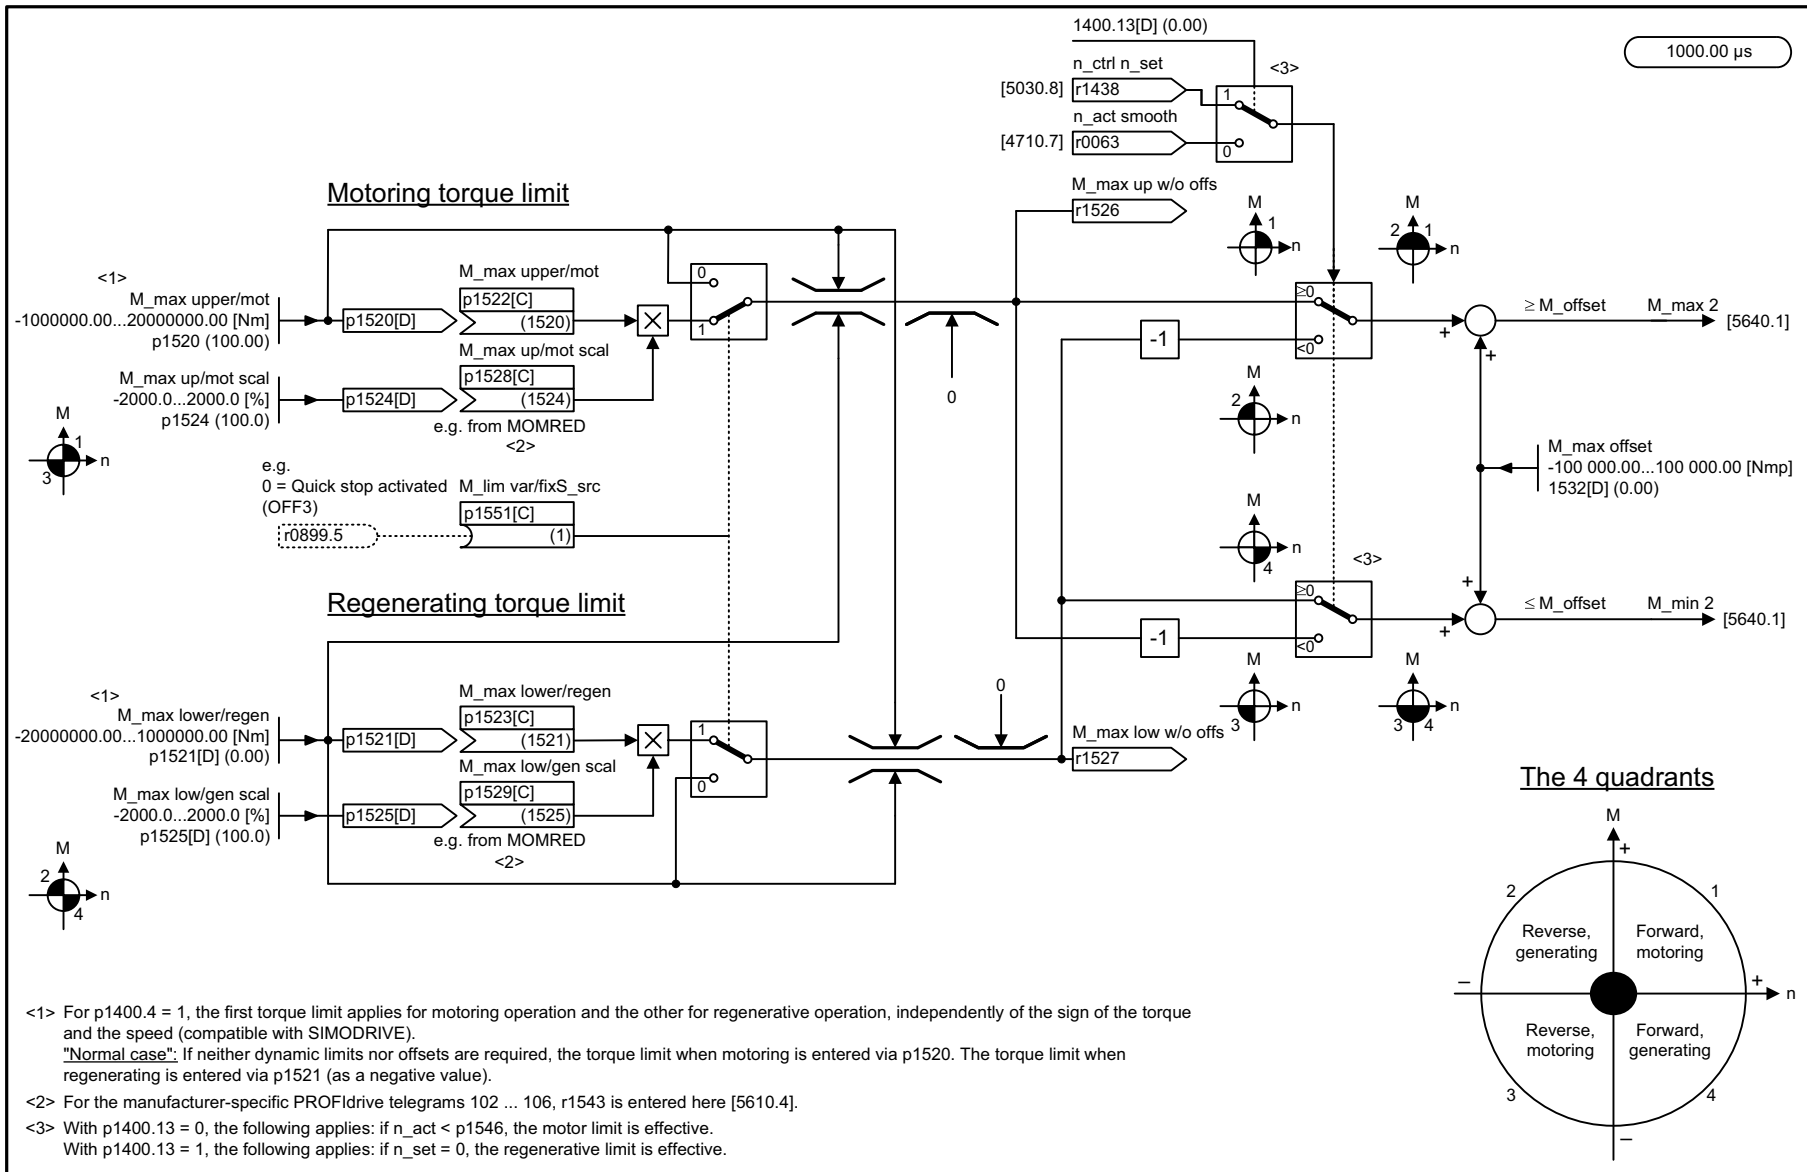 1400.13[D] (0.00)
1000.00 µs
n_ctrl n_set
<3>
[5030.8]
r1438
1
n_act smooth
[4710.7]
r0063
0
Motoring torque limit
M_max up w/o offs
r1526
M
1
n
M
2 1
n
<1>
M_max upper/mot
-1000000.00...20000000.00 [Nm]
p1520 (100.00)
p1520[D]
M_max upper/mot
p1522[C]
(1520)
0
1
≥0
<0
-1
+
+
≥ M_offset
M_max 2
[5640.1]
M_max up/mot scal
-2000.0...2000.0 [%]
p1524 (100.0)
p1524[D]
M_max up/mot scal
p1528[C]
(1524)
e.g. from MOMRED
<2>
0
M
2
n
M
1
3
n
M_max offset
-100 000.00...100 000.00 [Nmp]
1532[D] (0.00)
e.g.
0 = Quick stop activated
(OFF3)
r0899.5
M_lim var/fixS_src
p1551[C]
(1)
M
n
4
<3>
Regenerating torque limit
≥0
<0
-1
+
+
≤ M_offset
M_min 2
[5640.1]
M
3
n
M
3 4
n
<1>
M_max lower/regen
-20000000.00...1000000.00 [Nm]
p1521[D] (0.00)
p1521[D]
M_max lower/regen
p1523[C]
(1521)
1
0
0
M_max low w/o offs
r1527
M_max low/gen scal
-2000.0...2000.0 [%]
p1525[D] (100.0)
p1525[D]
M_max low/gen scal
p1529[C]
(1525)
e.g. from MOMRED
<2>
M
2
4
n
The 4 quadrants
M
+
2
1
Reverse,
generating
Forward,
motoring
–
+
n
Reverse,
motoring
Forward,
generating
3
4
–
<1> For p1400.4 = 1, the first torque limit applies for motoring operation and the other for regenerative operation, independently of the sign of the torque
and the speed (compatible with SIMODRIVE).
"Normal case": If neither dynamic limits nor offsets are required, the torque limit when motoring is entered via p1520. The torque limit when
regenerating is entered via p1521 (as a negative value).
<2> For the manufacturer-specific PROFIdrive telegrams 102 ... 106, r1543 is entered here [5610.4].
<3> With p1400.13 = 0, the following applies: if n_act < p1546, the motor limit is effective.
With p1400.13 = 1, the following applies: if n_set = 0, the regenerative limit is effective.